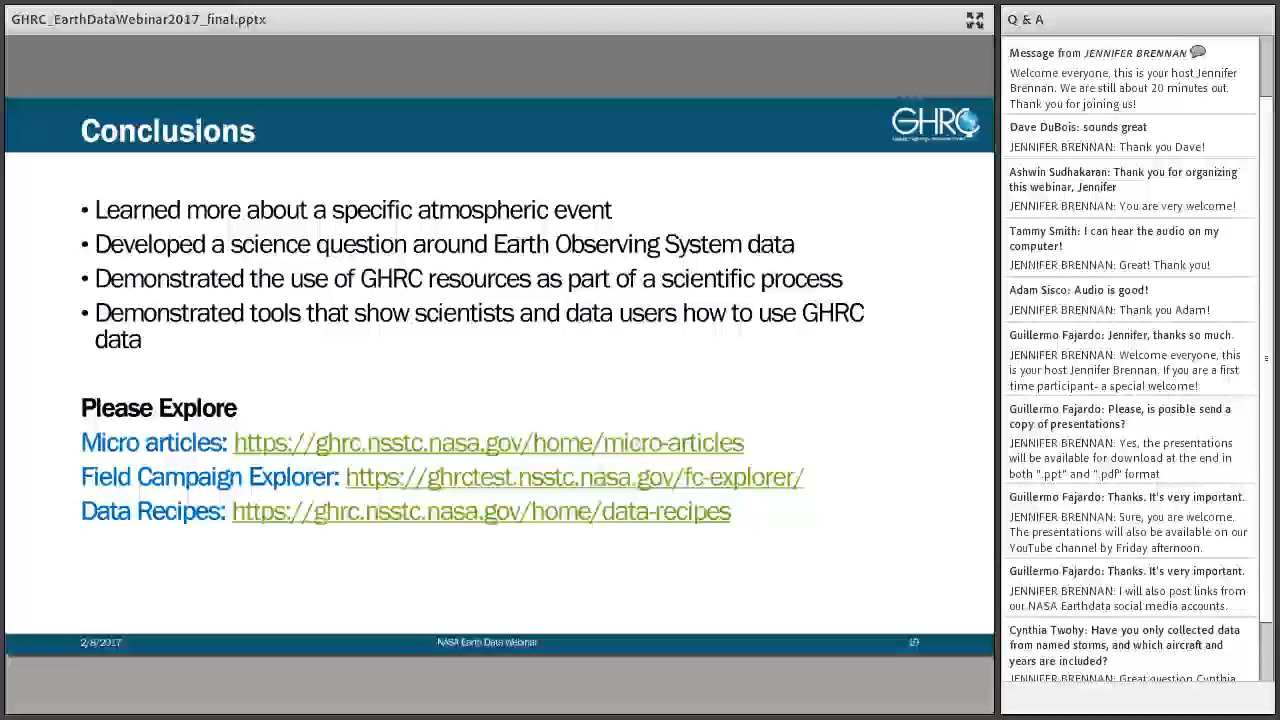 GHRC_EarthDataWebinar2017_final.pptx
Conclusions
GHRC
• Learned more about a specific atmospheric event
• Developed a science question around Earth Observing System data
• Demonstrated the use of GHRC resources as part of a scientific process
• Demonstrated tools that show scientists and data users how to use GHRC
data
Please Explore
Micro articles: https://ghrc.nsstc.nasa.gov/home/micro-articles
Field Campaign Explorer: https://ghrctest.nsstc.nasa.gov/fc-explorer/
Data Recipes: https://ghrc.nsstc.nasa.gov/home/data-recipes
2/8/2017
NASA Earth Data Webinar
19
Q & A
Message from JENNIFER BRENNAN
Welcome everyone, this is your host Jennifer
Brennan. We are still about 20 minutes out.
Thank you for joining us!
Dave DuBois: sounds great
JENNIFER BRENNAN: Thank you Dave!
Ashwin Sudhakaran: Thank you for organizing
this webinar, Jennifer
JENNIFER BRENNAN: You are very welcome!
Tammy Smith: I can hear the audio on my
computer!
JENNIFER BRENNAN: Great! Thank you!
Adam Sisco: Audio is good!
JENNIFER BRENNAN: Thank you Adam!
Guillermo Fajardo: Jennifer, thanks so much.
JENNIFER BRENNAN: Welcome everyone, this
is your host Jennifer Brennan. If you are a first
time participant- a special welcome!
Guillermo Fajardo: Please, is posible send a
copy of presentations?
JENNIFER BRENNAN: Yes, the presentations
will be available for download at the end in
both ".ppt" and ".pdf" format
Guillermo Fajardo: Thanks. It's very important.
JENNIFER BRENNAN: Sure, you are welcome.
The presentations will also be available on our
YouTube channel by Friday afternoon.
Guillermo Fajardo: Thanks. It's very important.
JENNIFER BRENNAN: I will also post links from
our NASA Earthdata social media accounts.
Cynthia Twohy: Have you only collected data
from named storms, and which aircraft and
years are included?
JENNIFER BRENNAN: Great question Cynthia